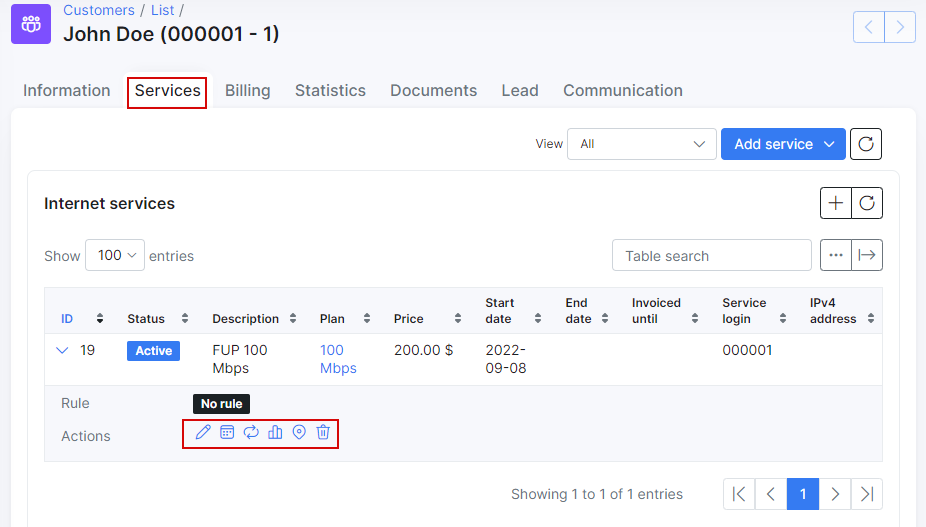 Customers / List /
John Doe (000001 - 1)
Information Services Billing Statistics Documents Lead Communication
View All Add service
Internet services
Show 100 entries Table search
ID Status Description Plan Price Start date End date Invoiced until Service login IPv4 address
19 Active FUP 100 Mbps 100 Mbps 200.00 $ 2022-09-08 000001
Rule No rule
Actions
Showing 1 to 1 of 1 entries 1